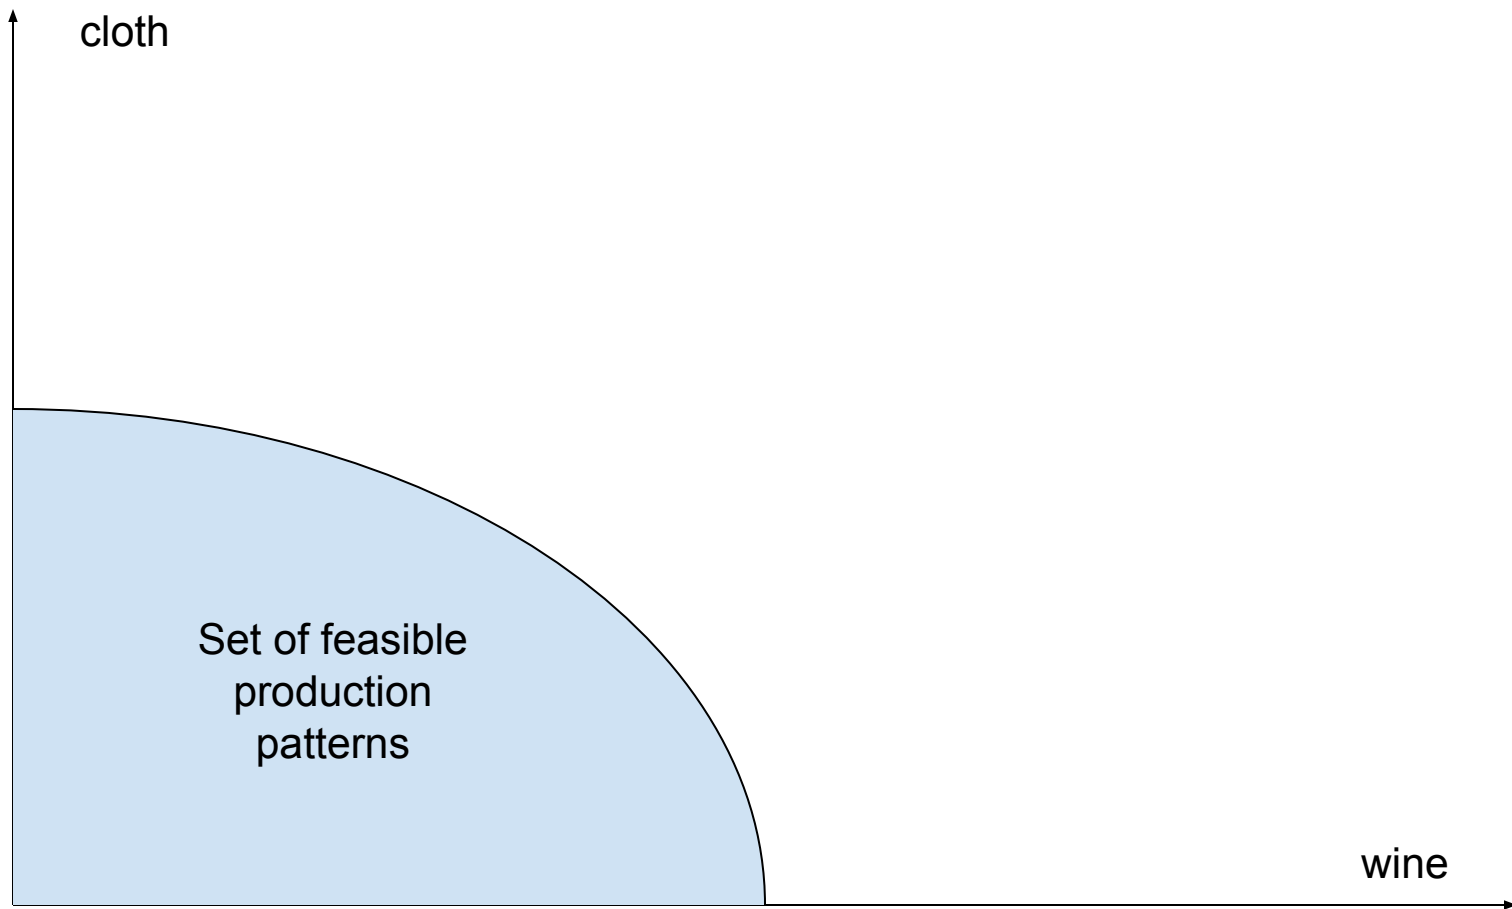 cloth
Set of feasible
production
patterns
wine